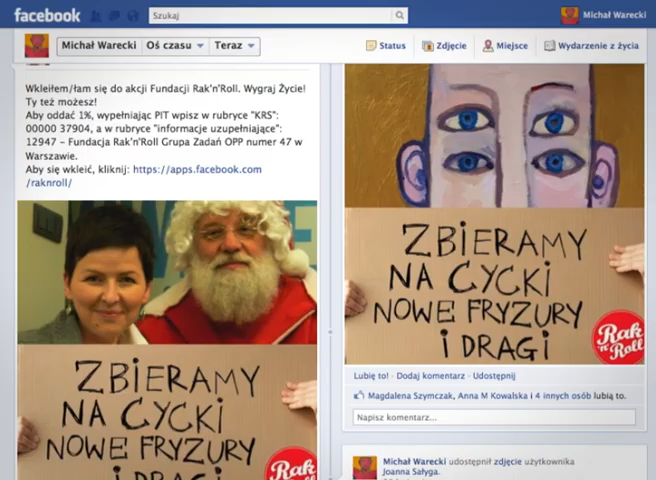 facebook
Szukaj
Michał Warecki
Michał Warecki
Oś czasu
Teraz
Status
Zdjęcie
Miejsce
Wydarzenie z życia
Wkleiłem/łam się do akcji Fundacji Rak'n'Roll. Wygraj Życie!
Ty też możesz!
Aby oddać 1%, wypełniając PIT wpisz w rubryce "KRS":
00000 37904, a w rubryce "informacje uzupełniające":
12947 – Fundacja Rak'n'Roll Grupa Zadań OPP numer 47 w
Warszawie.
Aby się wkleić, kliknij: https://apps.facebook.com
/raknroll/
ZBIERAMY
NA CYCKI
NOWE FRYZURY
I DRAGI
Rak
ZBIERAMY
NA CYCKI
NOWE FRYZURY
I DRAGI
Rak
'n'
Roll
Lubię to! · Dodaj komentarz · Udostępnij
Magdalena Szymczak, Anna M Kowalska i 4 innych osób lubią to.
Napisz komentarz...
Michał Warecki udostępnił zdjęcie użytkownika
Joanna Sałyga.